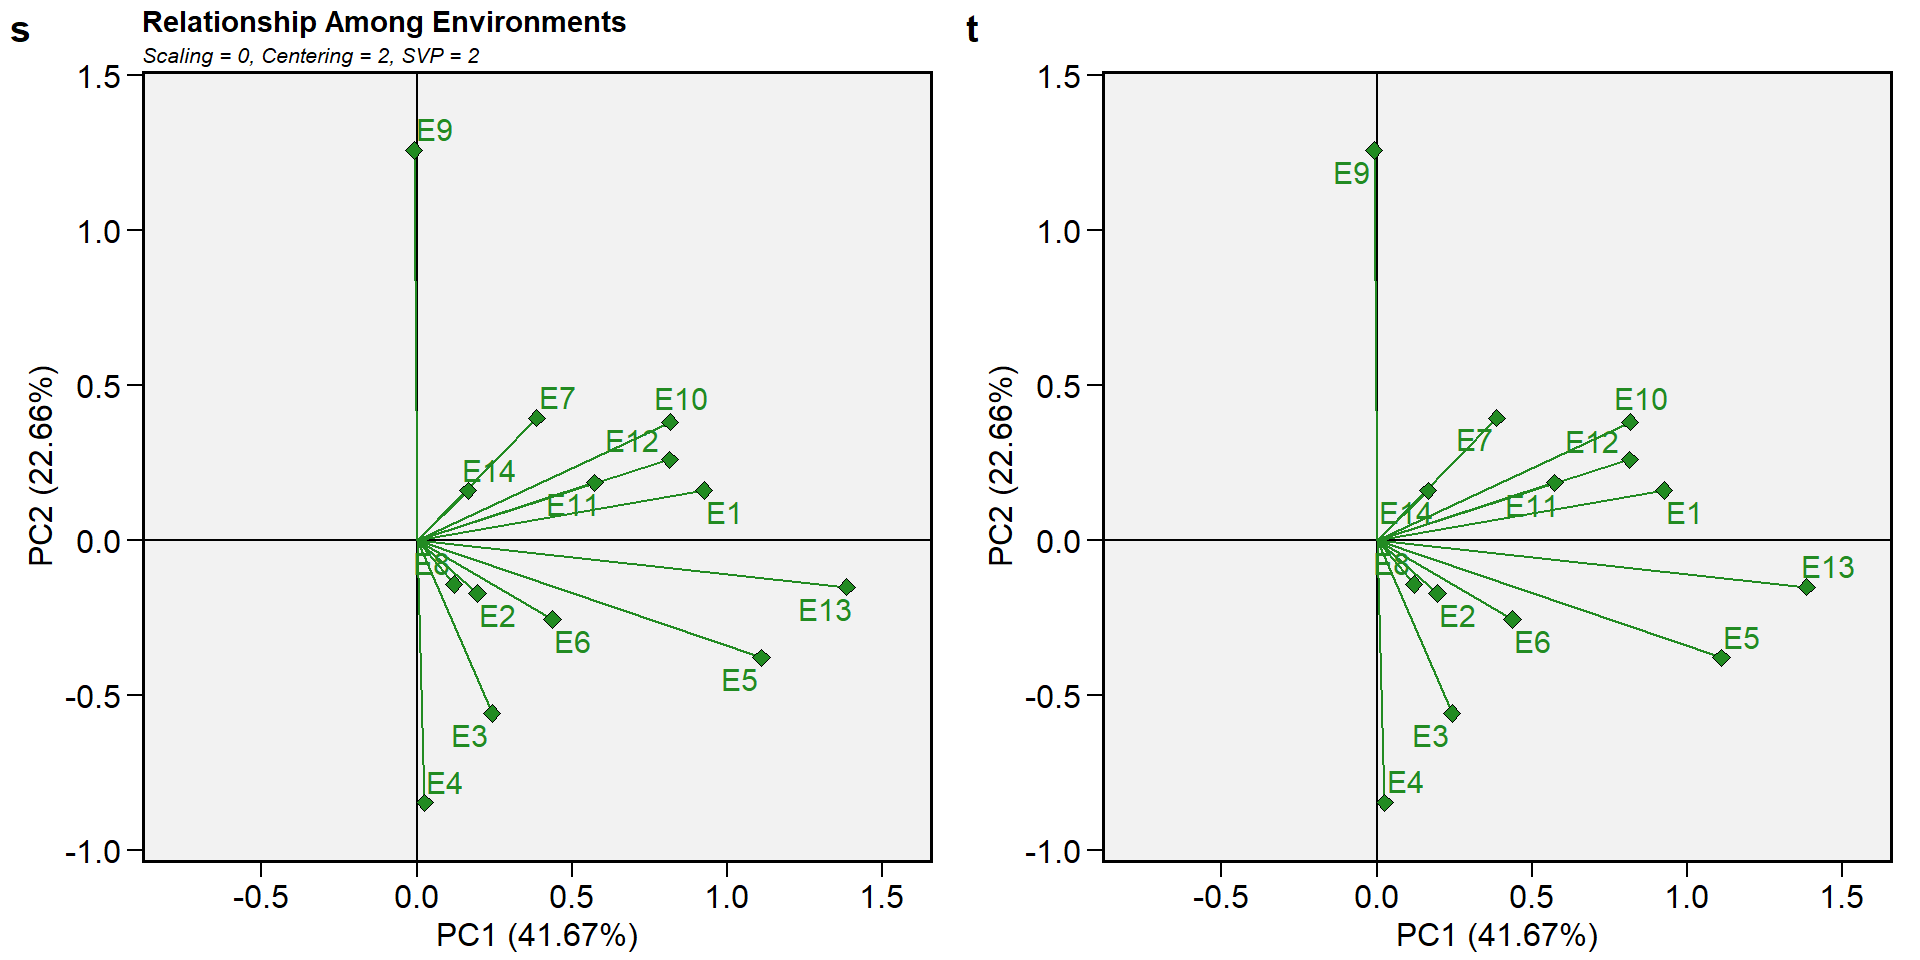 s
Relationship Among Environments
Scaling = 0, Centering = 2, SVP = 2
PC2 (22.66%)
1.5
1.0
0.5
0.0
-0.5
-1.0
E9
E7
E10
E12
E14
E11
E1
E8
E2
E13
E6
E5
E3
E4
-0.5
0.0
0.5
1.0
1.5
PC1 (41.67%)
t
PC2 (22.66%)
1.5
1.0
0.5
0.0
-0.5
-1.0
E9
E10
E7
E12
E14
E11
E1
E8
E13
E2
E6
E5
E3
E4
-0.5
0.0
0.5
1.0
1.5
PC1 (41.67%)